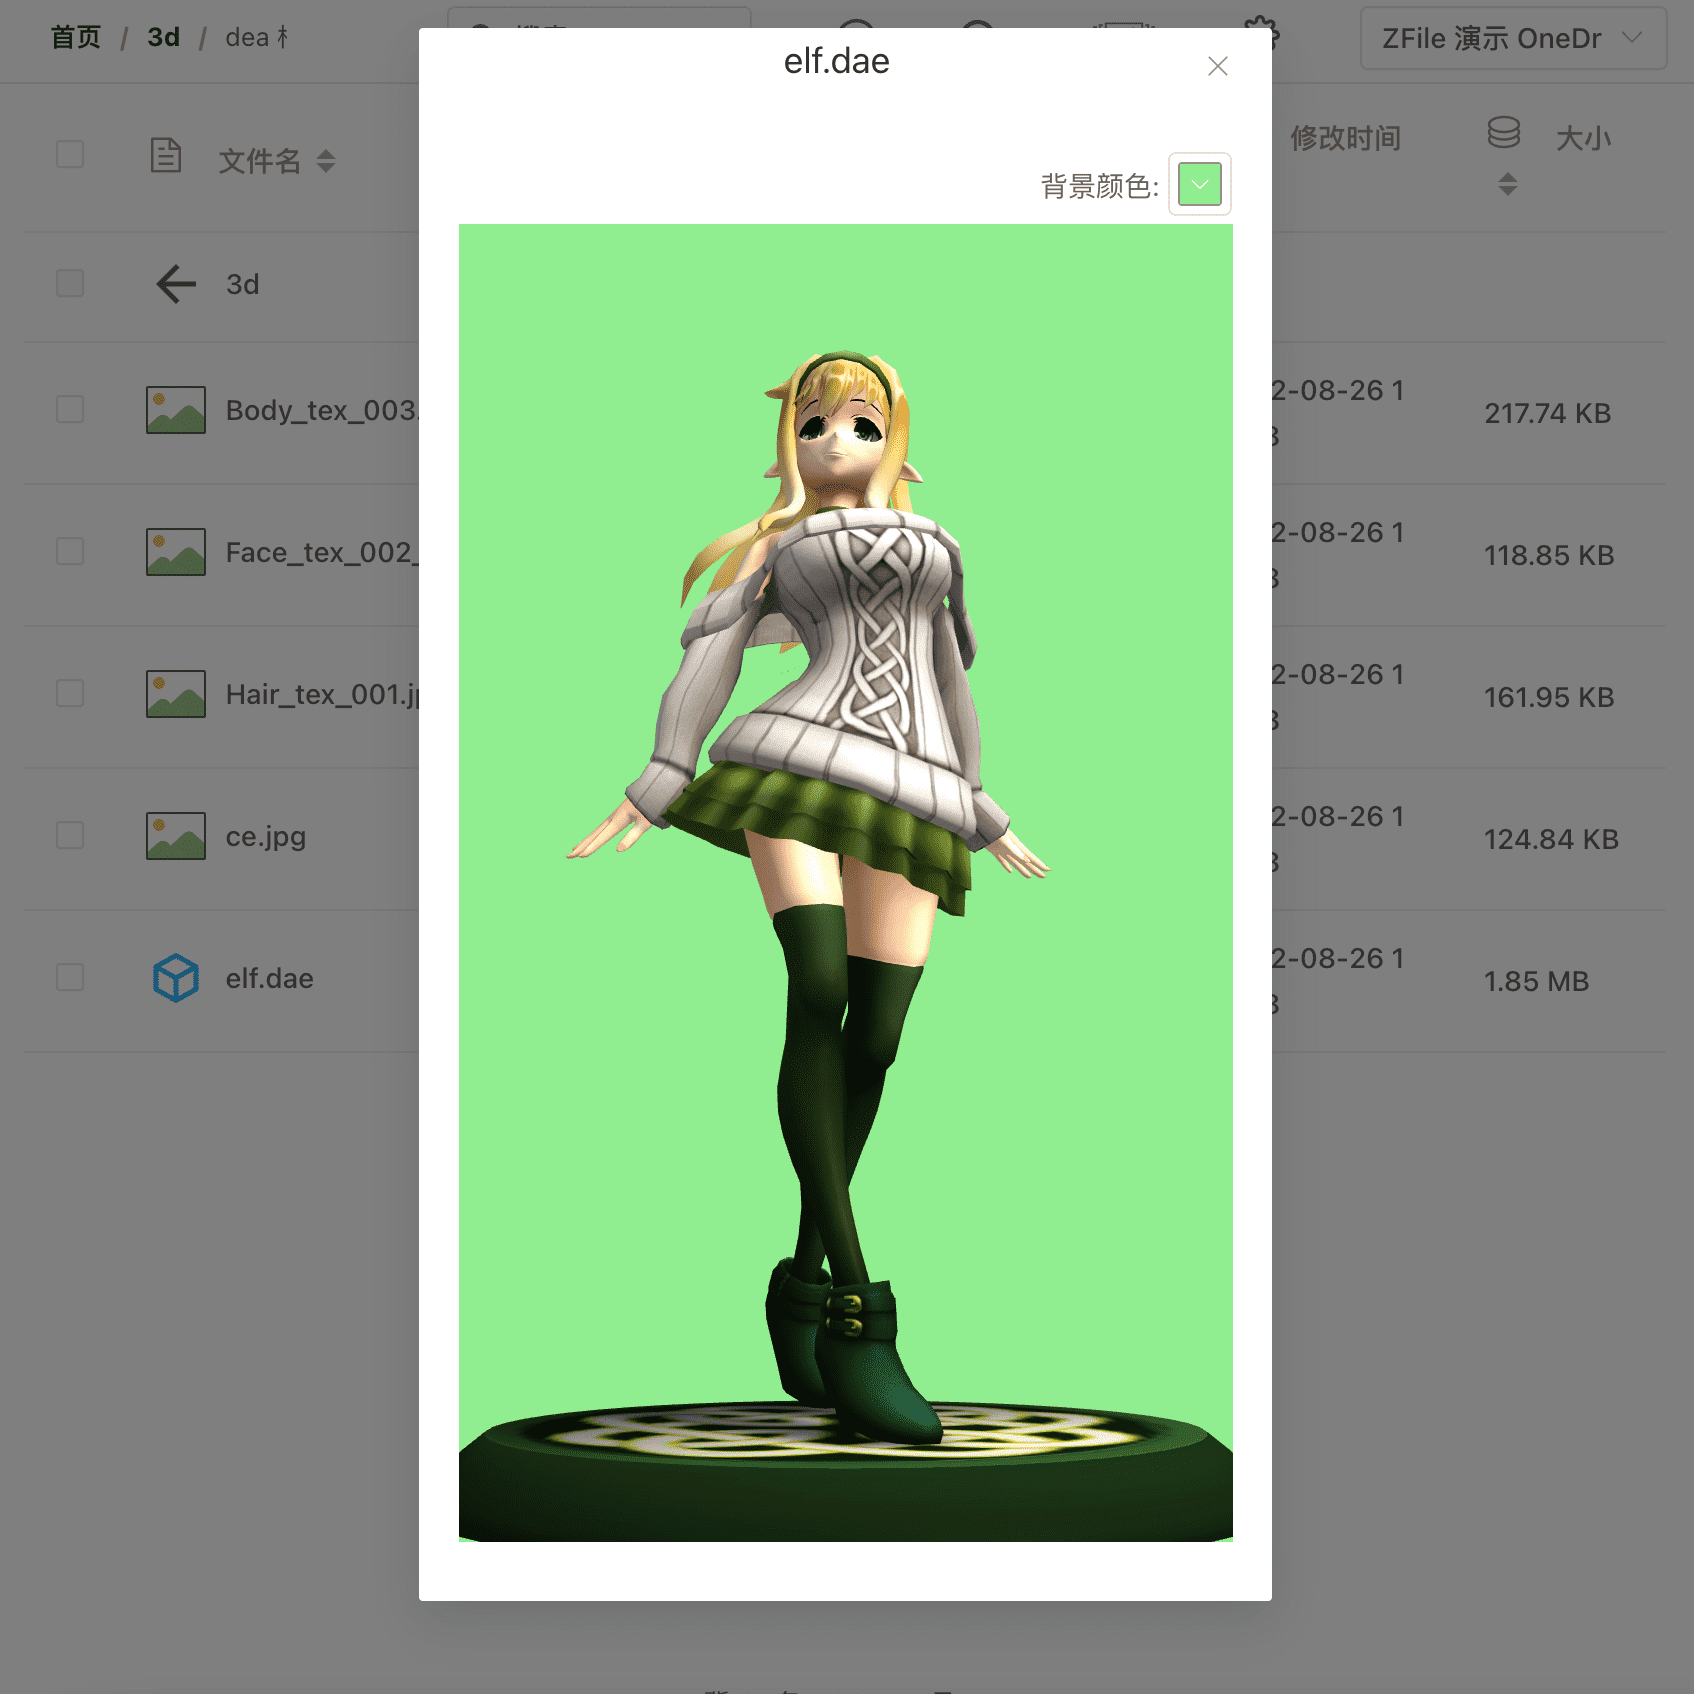 首页 / 3d / dea
ZFile 演示 OneDr
elf.dae
文件名
修改时间
大小
背景颜色:
3d
Body_tex_003.
2-08-26 1
217.74 KB
Face_tex_002_
2-08-26 1
118.85 KB
Hair_tex_001.j
2-08-26 1
161.95 KB
ce.jpg
2-08-26 1
124.84 KB
elf.dae
2-08-26 1
1.85 MB